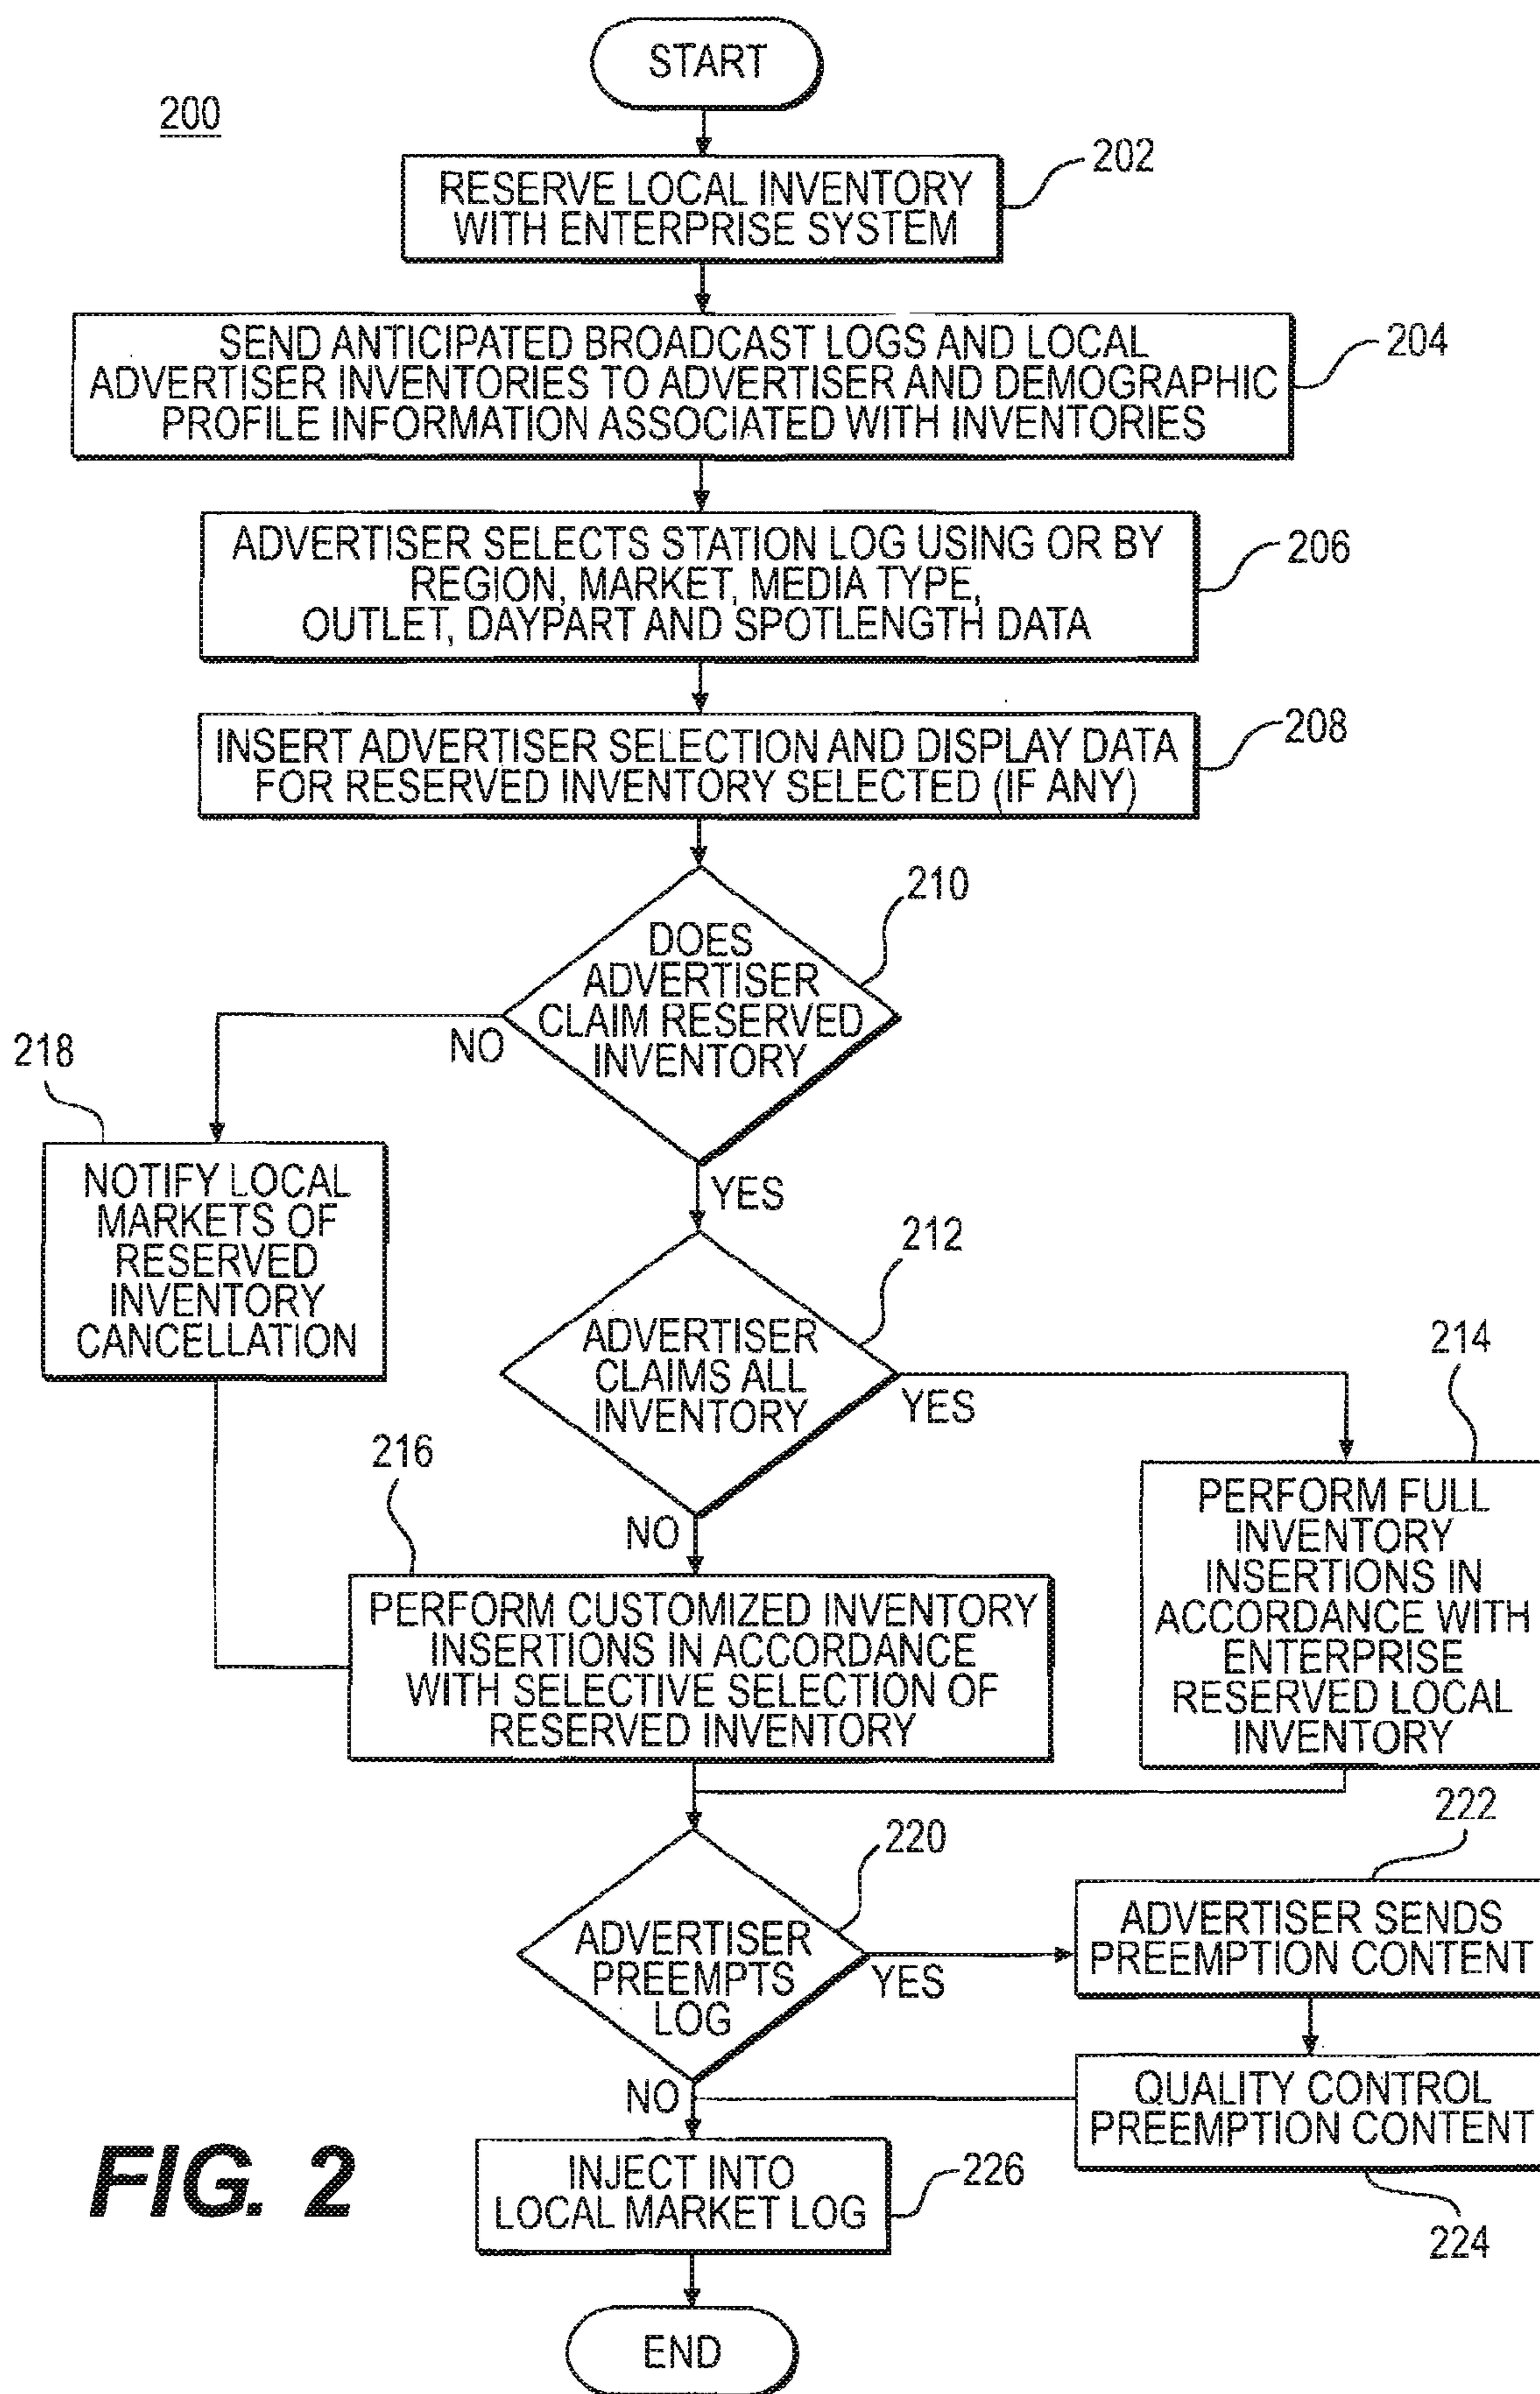 START
200
202
RESERVE LOCAL INVENTORY
WITH ENTERPRISE SYSTEM
204
SEND ANTICIPATED BROADCAST LOGS AND LOCAL
ADVERTISER INVENTORIES TO ADVERTISER AND DEMOGRAPHIC
PROFILE INFORMATION ASSOCIATED WITH INVENTORIES
206
ADVERTISER SELECTS STATION LOG USING OR BY
REGION, MARKET, MEDIA TYPE,
OUTLET, DAYPART AND SPOTLENGTH DATA
208
INSERT ADVERTISER SELECTION AND DISPLAY DATA
FOR RESERVED INVENTORY SELECTED (IF ANY)
210
DOES
ADVERTISER
CLAIM RESERVED
INVENTORY
NO
YES
218
NOTIFY LOCAL
MARKETS OF
RESERVED
INVENTORY
CANCELLATION
212
ADVERTISER
CLAIMS ALL
INVENTORY
YES
NO
214
PERFORM FULL
INVENTORY
INSERTIONS IN
ACCORDANCE WITH
ENTERPRISE
RESERVED LOCAL
INVENTORY
216
PERFORM CUSTOMIZED INVENTORY
INSERTIONS IN ACCORDANCE
WITH SELECTIVE SELECTION OF
RESERVED INVENTORY
220
ADVERTISER
PREEMPTS
LOG
YES
NO
222
ADVERTISER SENDS
PREEMPTION CONTENT
QUALITY CONTROL
PREEMPTION CONTENT
224
INJECT INTO
LOCAL MARKET LOG
226
END
FIG. 2